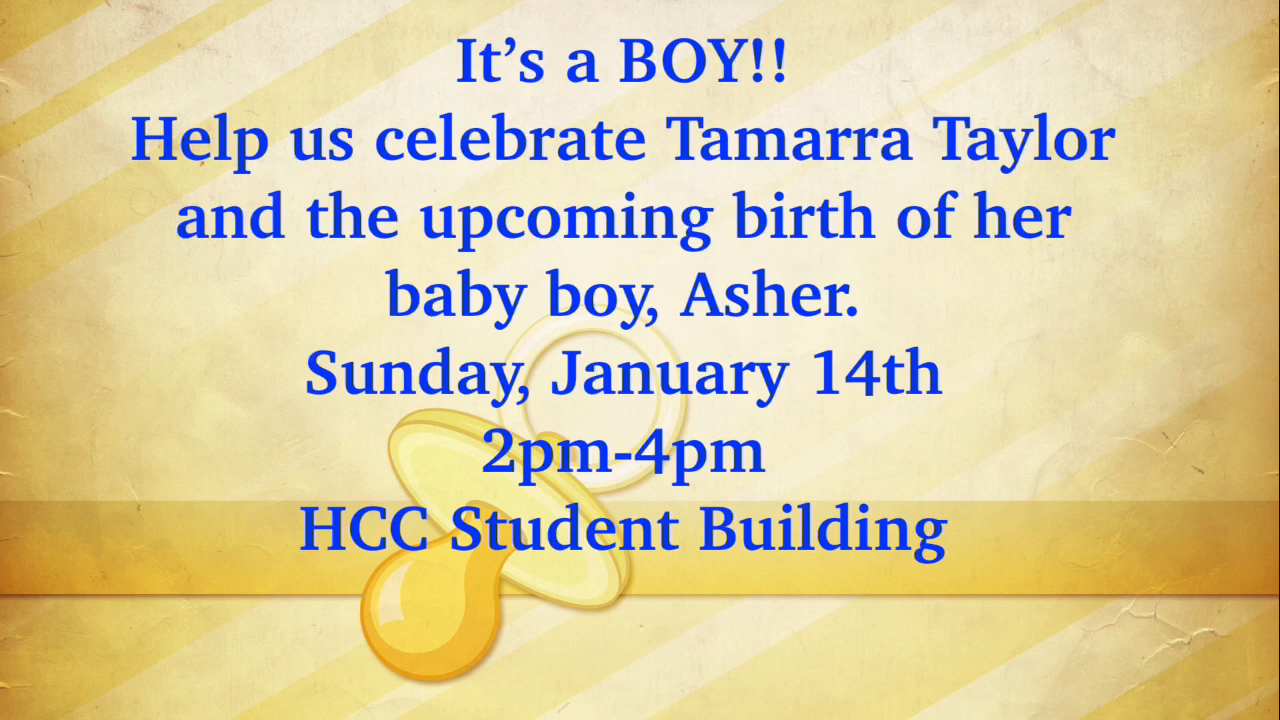 It’s a BOY!!
Help us celebrate Tamarra Taylor
and the upcoming birth of her
baby boy, Asher.
Sunday, January 14th
2pm-4pm
HCC Student Building